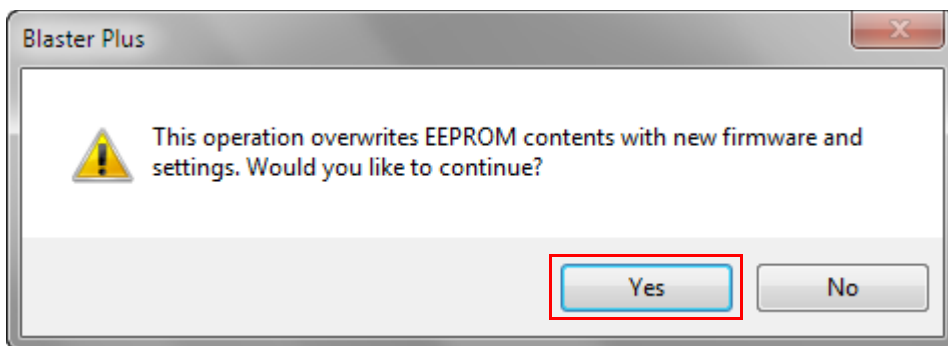 Blaster Plus
This operation overwrites EEPROM contents with new firmware and
settings. Would you like to continue?
Yes
No